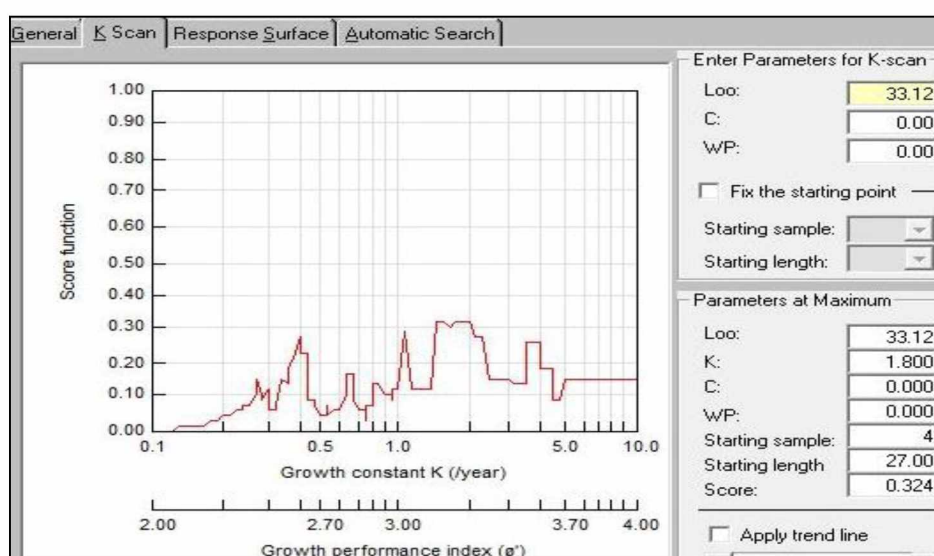 General K Scan Response Surface Automatic Search
Score function
1.00
0.90
0.80
0.70
0.60
0.50
0.40
0.30
0.20
0.10
0.00
0.1 0.5 1.0 5.0 10.0
Growth constant K (/year)
2.00 2.70 3.00 3.70 4.00
Growth performance index (ø')
Enter Parameters for K-scan
Loo: 33.12
C: 0.00
WP: 0.00
Fix the starting point
Starting sample:
Starting length:
Parameters at Maximum
Loo: 33.12
K: 1.800
C: 0.000
WP: 0.000
Starting sample: 4
Starting length 27.00
Score: 0.324
Apply trend line